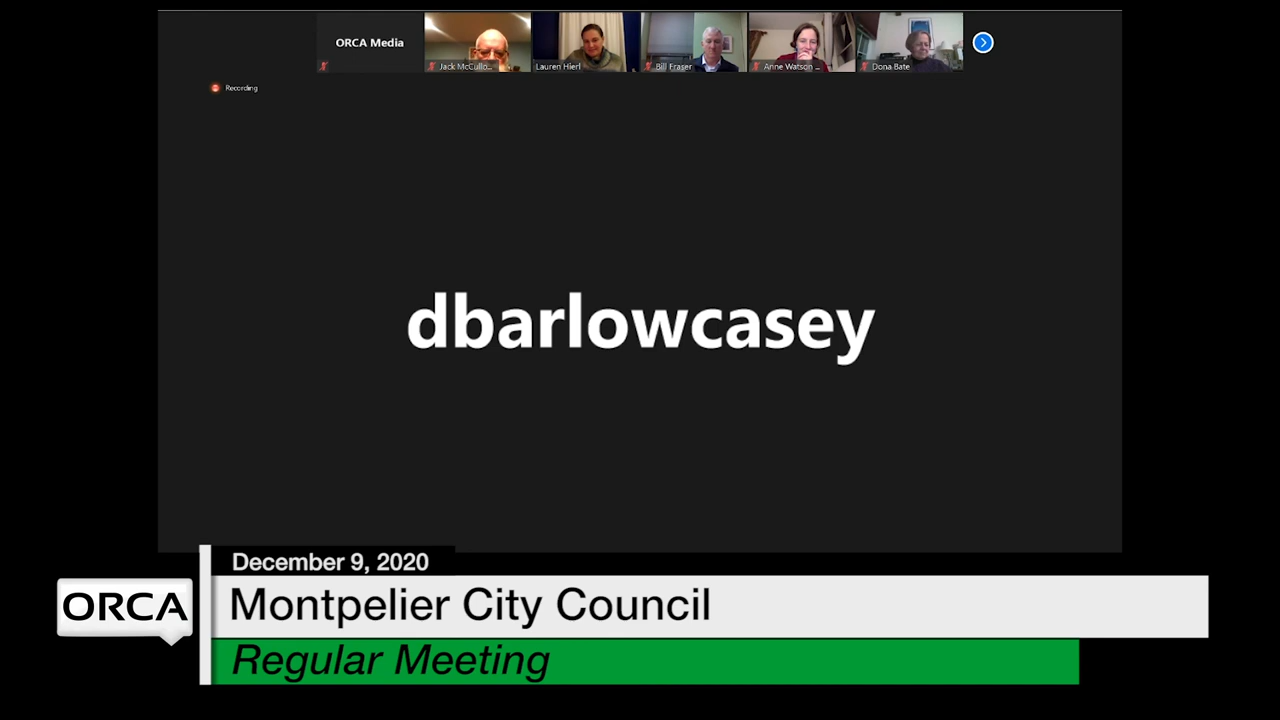 ORCA Media
Jack McCullo...
Lauren Hierl
Bill Fraser
Anne Watson ...
Dona Bate
Recording
dbarlowcasey
December 9, 2020
ORCA
Montpelier City Council
Regular Meeting